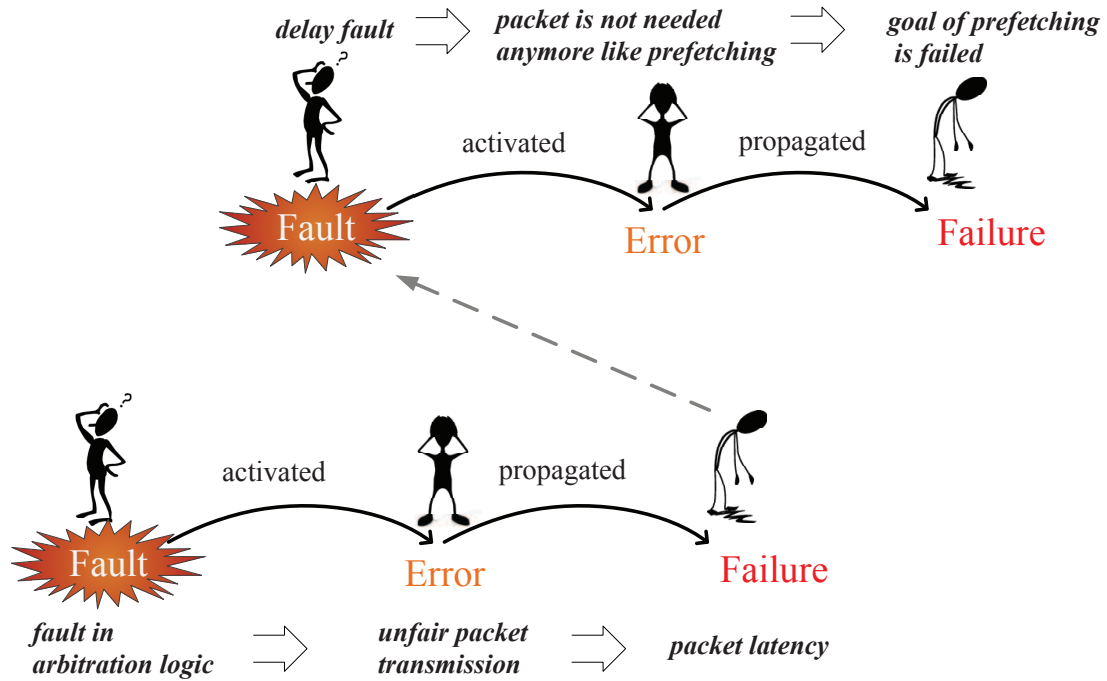 delay fault
packet is not needed
anymore like prefetching
goal of prefetching
is failed
?
activated
propagated
Fault
Error
Failure
?
activated
propagated
Fault
Error
Failure
fault in
arbitration logic
unfair packet
transmission
packet latency